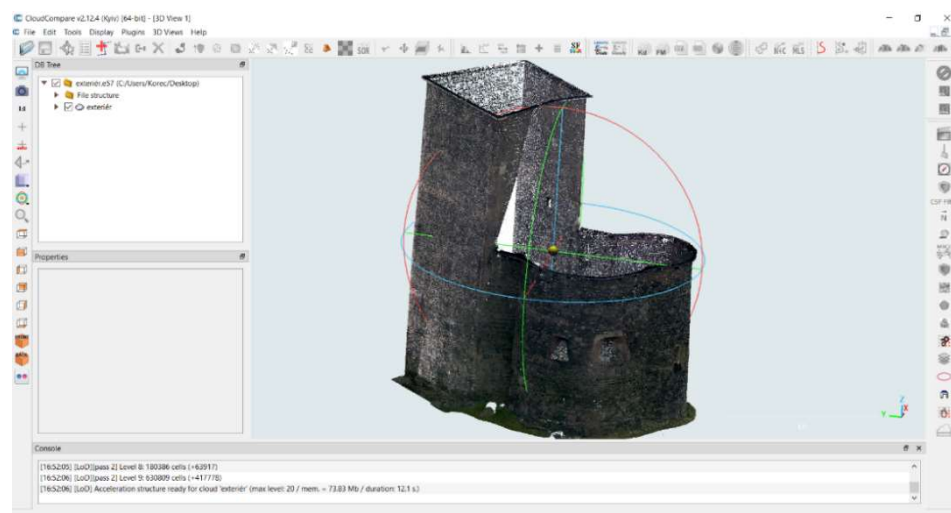 CloudCompare v2.12.4 (Kyiv) [64-bit] - [3D View 1]
File Edit Tools Display Plugins 3D Views Help
DB Tree
exteriér.e57 (C:/Users/Korec/Desktop)
File structure
exteriér
Properties
Console
[16:52:05] [LoD][pass 2] Level 8: 180386 cells (+63917)
[16:52:06] [LoD][pass 2] Level 9: 630809 cells (+417778)
[16:52:06] [LoD] Acceleration structure ready for cloud 'exteriér' (max level: 20 / mem. = 73.83 Mb / duration: 12.1 s.)